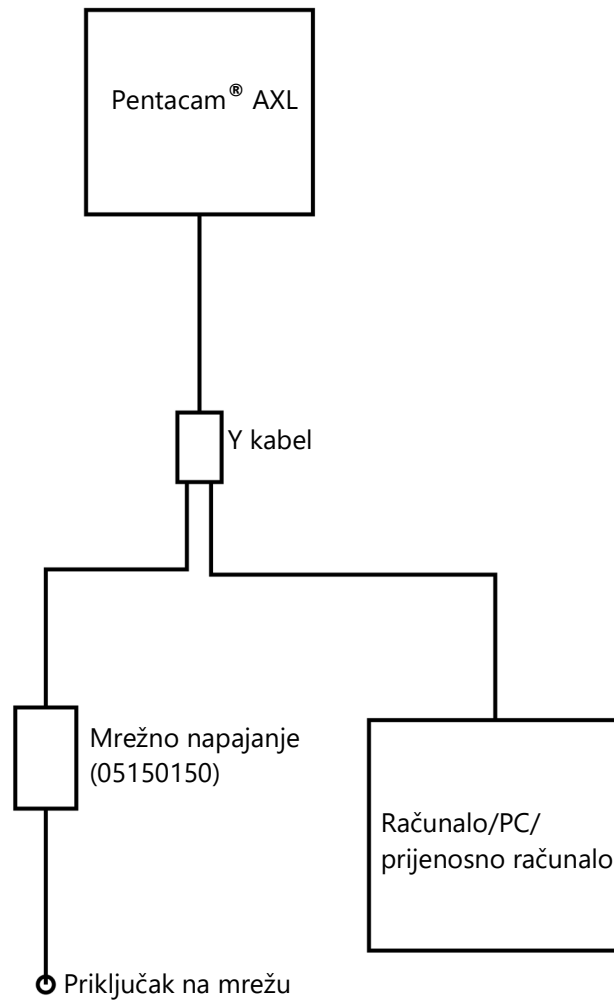 Pentacam® AXL
Y kabel
Mrežno napajanje
(05150150)
Računalo/PC/
prijenosno računalo
Priključak na mrežu